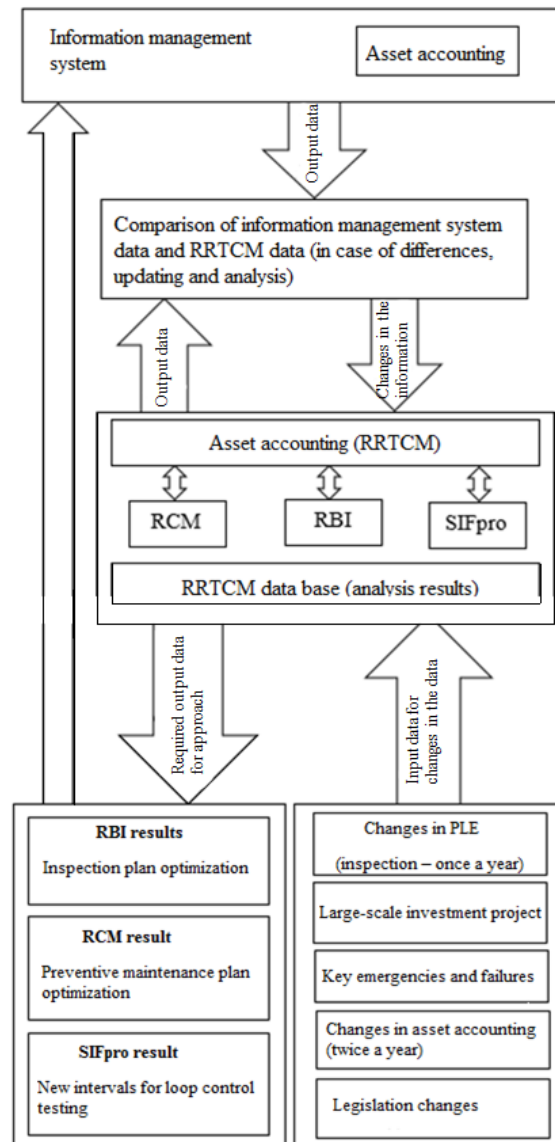 Information management
system
Asset accounting
Output data
Comparison of information management system
data and RRTCM data (in case of differences,
updating and analysis)
Output data
Changes in the
information
Asset accounting (RRTCM)
RCM
RBI
SIFpro
RRTCM data base (analysis results)
Required output data
for approach
Input data for
changes in the data
RBI results
Inspection plan optimization
RCM result
Preventive maintenance plan
optimization
SIFpro result
New intervals for loop control
testing
Changes in PLE
(inspection – once a year)
Large-scale investment project
Key emergencies and failures
Changes in asset accounting
(twice a year)
Legislation changes